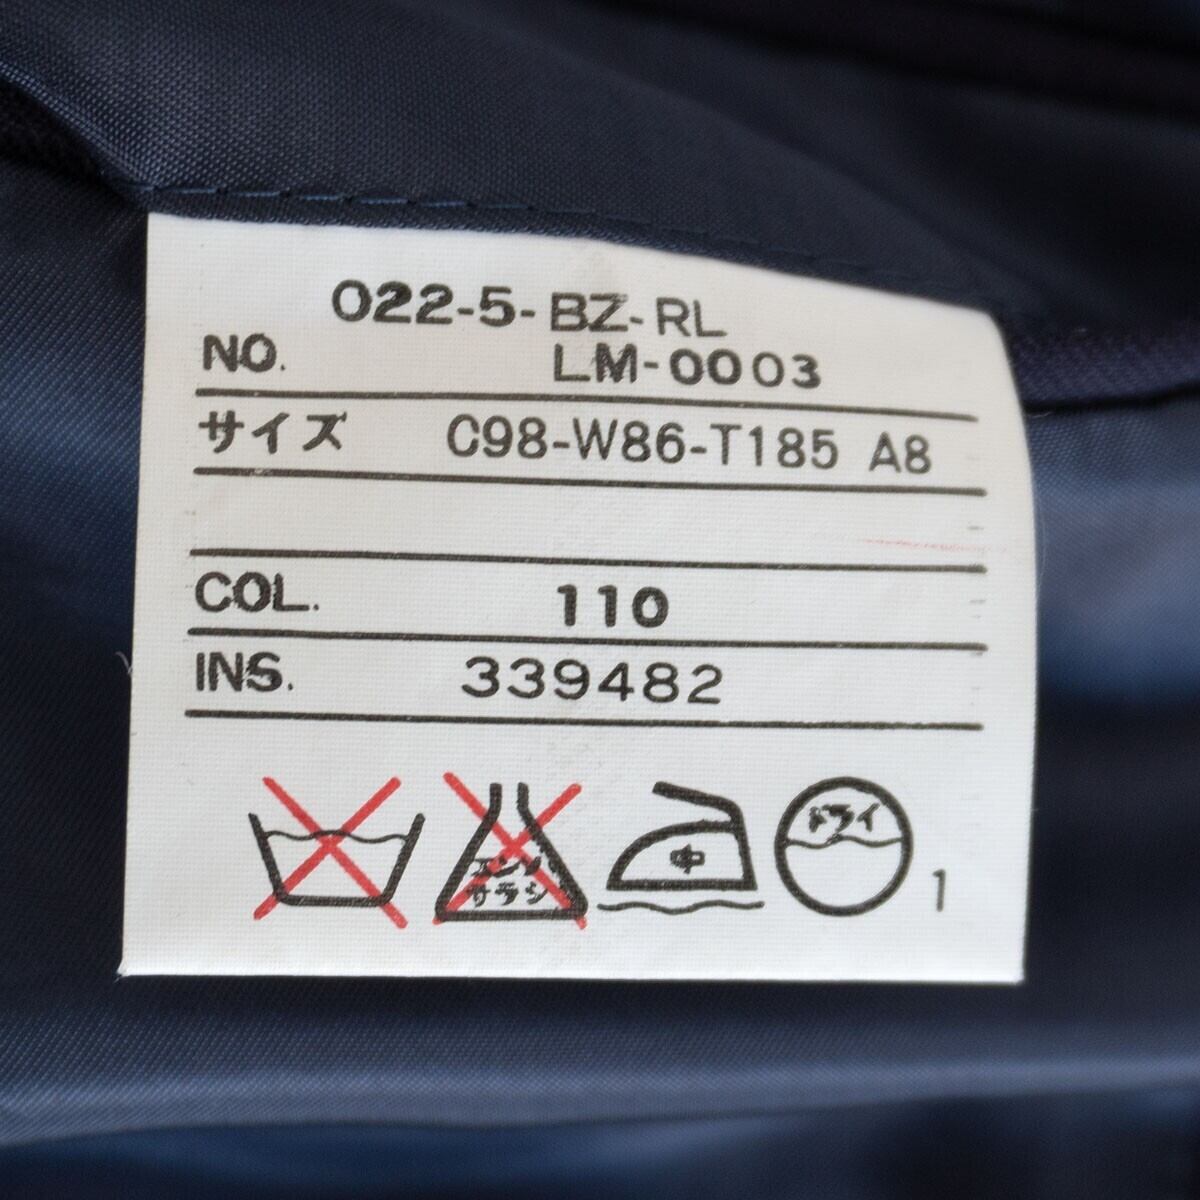 022-5-BZ-RL
NO. LM-0003
サイズ C98-W86-T185 A8
COL. 110
INS. 339482
エンソ
サラシ
中
ドライ
1